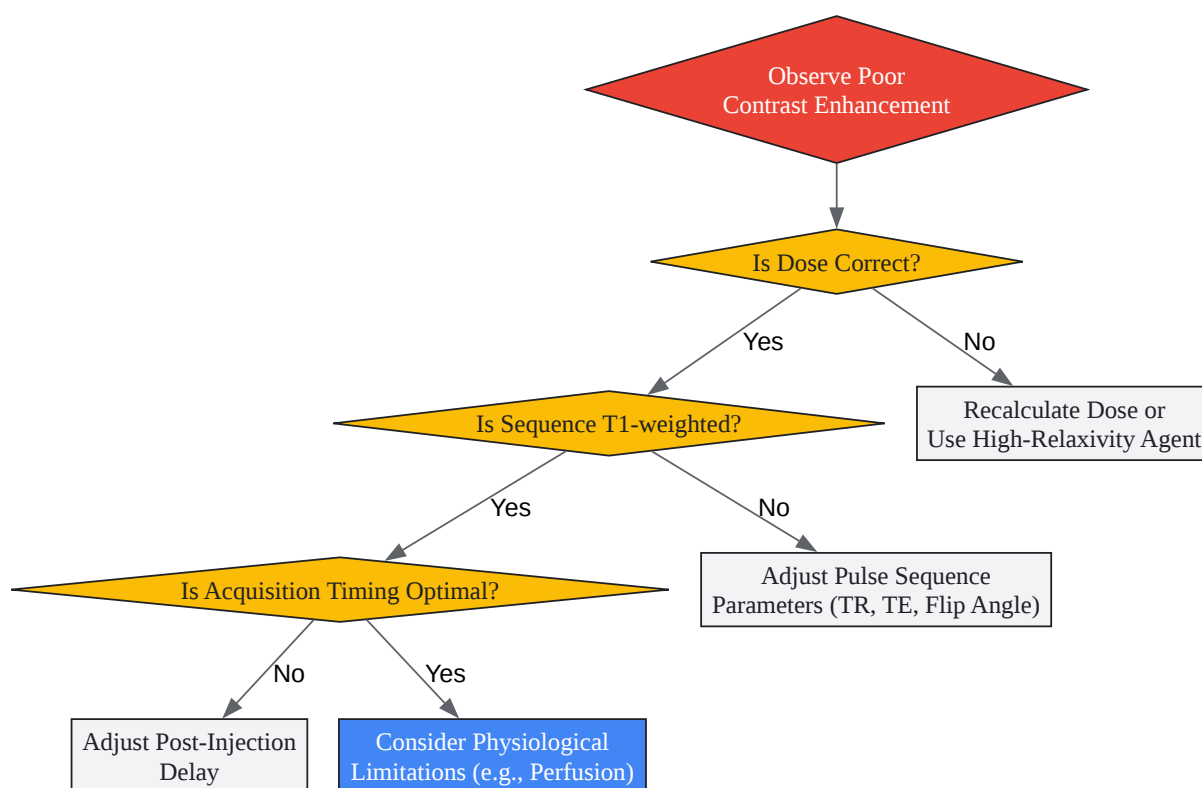 Observe Poor
Contrast Enhancement
Is Dose Correct?
Yes
No
Is Sequence T1-weighted?
Recalculate Dose or
Use High-Relaxivity Agent
Yes
No
Is Acquisition Timing Optimal?
Adjust Pulse Sequence
Parameters (TR, TE, Flip Angle)
No
Yes
Adjust Post-Injection
Delay
Consider Physiological
Limitations (e.g., Perfusion)